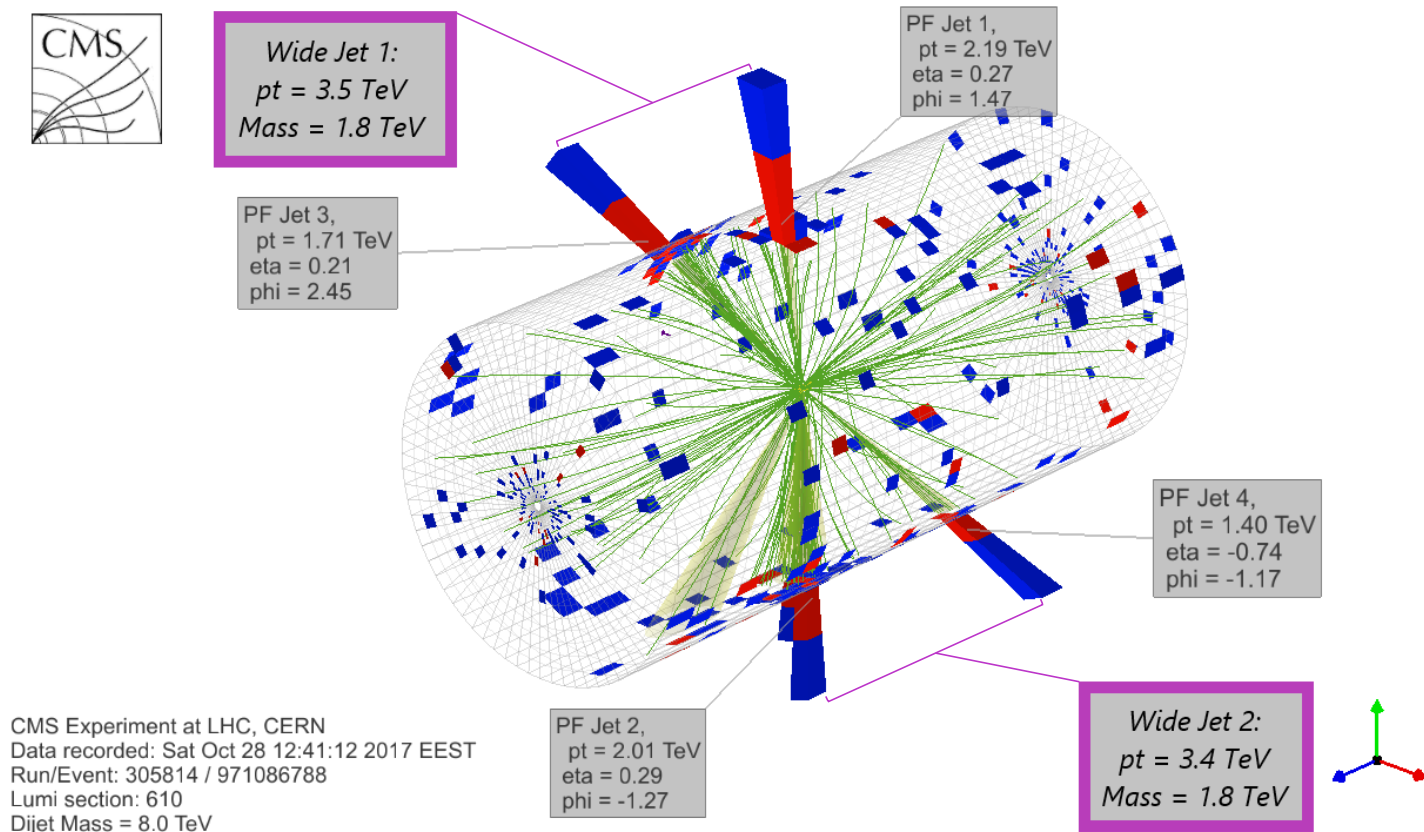 CMS
Wide Jet 1:
pt = 3.5 TeV
Mass = 1.8 TeV
PF Jet 1,
pt = 2.19 TeV
eta = 0.27
phi = 1.47
PF Jet 3,
pt = 1.71 TeV
eta = 0.21
phi = 2.45
PF Jet 4,
pt = 1.40 TeV
eta = -0.74
phi = -1.17
PF Jet 2,
pt = 2.01 TeV
eta = 0.29
phi = -1.27
Wide Jet 2:
pt = 3.4 TeV
Mass = 1.8 TeV
CMS Experiment at LHC, CERN
Data recorded: Sat Oct 28 12:41:12 2017 EEST
Run/Event: 305814 / 971086788
Lumi section: 610
Dijet Mass = 8.0 TeV